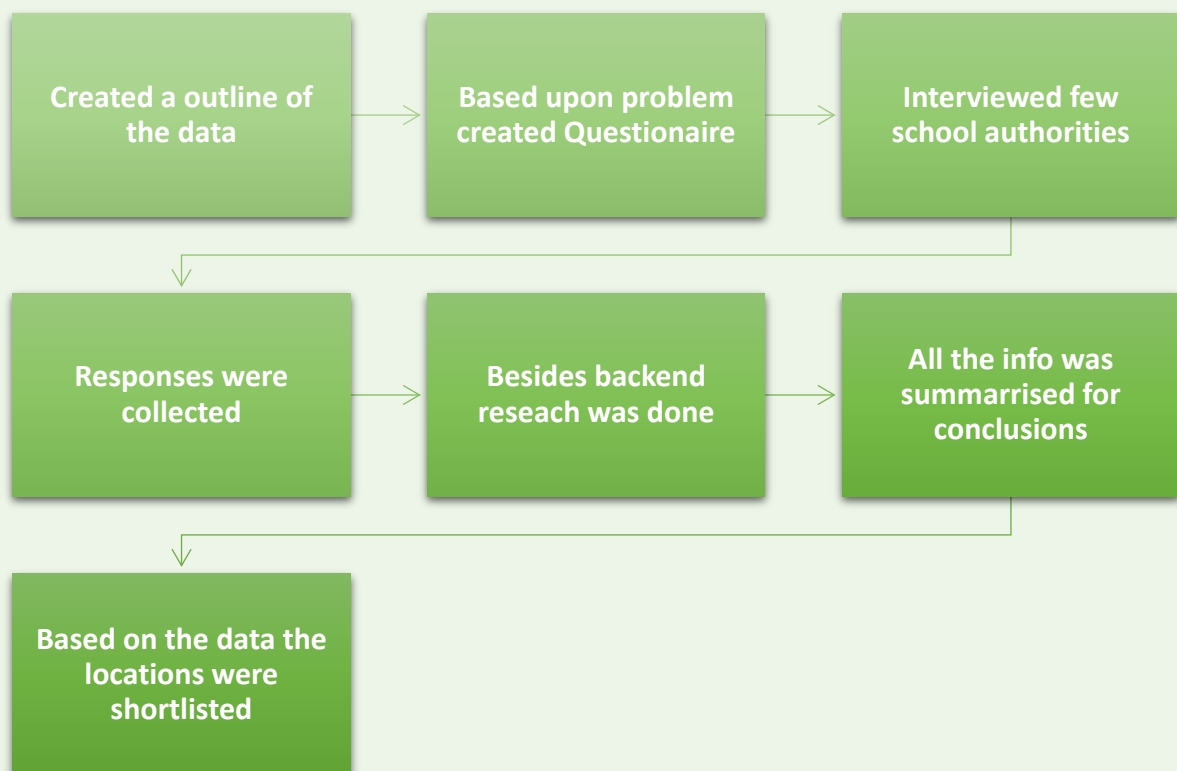 Created a outline of
the data
Based upon problem
created Questionaire
Interviewed few
school authorities
Responses were
collected
Besides backend
reseach was done
All the info was
summarrised for
conclusions
Based on the data the
locations were
shortlisted